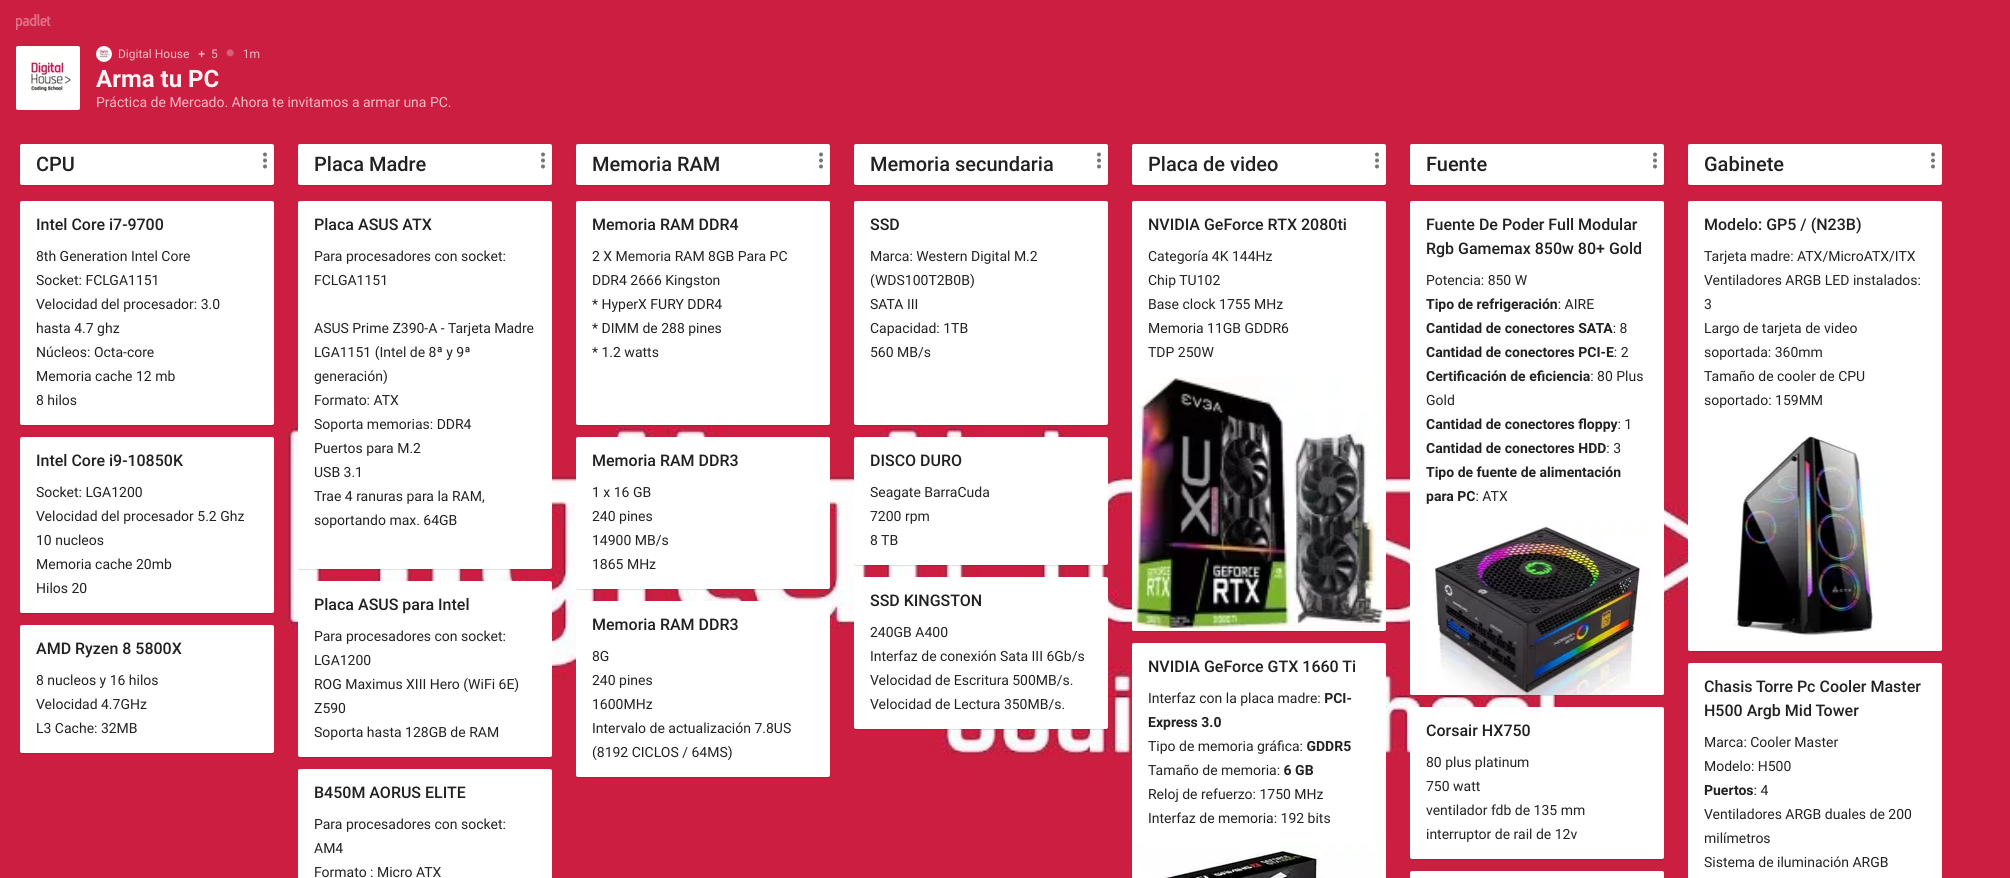 padlet
Digital
House>
Coding School
Digital House + 5 1m
Arma tu PC
Práctica de Mercado. Ahora te invitamos a armar una PC.
CPU
Intel Core i7-9700
8th Generation Intel Core
Socket: FCLGA1151
Velocidad del procesador: 3.0
hasta 4.7 ghz
Núcleos: Octa-core
Memoria cache 12 mb
8 hilos
Intel Core i9-10850K
Socket: LGA1200
Velocidad del procesador 5.2 Ghz
10 nucleos
Memoria cache 20mb
Hilos 20
AMD Ryzen 8 5800X
8 nucleos y 16 hilos
Velocidad 4.7GHz
L3 Cache: 32MB
Placa Madre
Placa ASUS ATX
Para procesadores con socket:
FCLGA1151
ASUS Prime Z390-A - Tarjeta Madre
LGA1151 (Intel de 8ª y 9ª
generación)
Formato: ATX
Soporta memorias: DDR4
Puertos para M.2
USB 3.1
Trae 4 ranuras para la RAM,
soportando max. 64GB
Placa ASUS para Intel
Para procesadores con socket:
LGA1200
ROG Maximus XIII Hero (WiFi 6E)
Z590
Soporta hasta 128GB de RAM
B450M AORUS ELITE
Para procesadores con socket:
AM4
Formato : Micro ATX
Memoria RAM
Memoria RAM DDR4
2 X Memoria RAM 8GB Para PC
DDR4 2666 Kingston
* HyperX FURY DDR4
* DIMM de 288 pines
* 1.2 watts
Memoria RAM DDR3
1 x 16 GB
240 pines
14900 MB/s
1865 MHz
Memoria RAM DDR3
8G
240 pines
1600MHz
Intervalo de actualización 7.8US
(8192 CICLOS / 64MS)
Memoria secundaria
SSD
Marca: Western Digital M.2
(WDS100T2B0B)
SATA III
Capacidad: 1TB
560 MB/s
DISCO DURO
Seagate BarraCuda
7200 rpm
8 TB
SSD KINGSTON
240GB A400
Interfaz de conexión Sata III 6Gb/s
Velocidad de Escritura 500MB/s.
Velocidad de Lectura 350MB/s.
Placa de video
NVIDIA GeForce RTX 2080ti
Categoría 4K 144Hz
Chip TU102
Base clock 1755 MHz
Memoria 11GB GDDR6
TDP 250W
EVGA
XC
GEFORCE
RTX
GEFORCE
RTX
NVIDIA GeForce GTX 1660 Ti
Interfaz con la placa madre: PCI-
Express 3.0
Tipo de memoria gráfica: GDDR5
Tamaño de memoria: 6 GB
Reloj de refuerzo: 1750 MHz
Interfaz de memoria: 192 bits
Fuente
Fuente De Poder Full Modular
Rgb Gamemax 850w 80+ Gold
Potencia: 850 W
Tipo de refrigeración: AIRE
Cantidad de conectores SATA: 8
Cantidad de conectores PCI-E: 2
Certificación de eficiencia: 80 Plus
Gold
Cantidad de conectores floppy: 1
Cantidad de conectores HDD: 3
Tipo de fuente de alimentación
para PC: ATX
Corsair HX750
80 plus platinum
750 watt
ventilador fdb de 135 mm
interruptor de rail de 12v
Gabinete
Modelo: GP5 / (N23B)
Tarjeta madre: ATX/MicroATX/ITX
Ventiladores ARGB LED instalados:
3
Largo de tarjeta de video
soportada: 360mm
Tamaño de cooler de CPU
soportado: 159MM
Chasis Torre Pc Cooler Master
H500 Argb Mid Tower
Marca: Cooler Master
Modelo: H500
Puertos: 4
Ventiladores ARGB duales de 200
milímetros
Sistema de iluminación ARGB